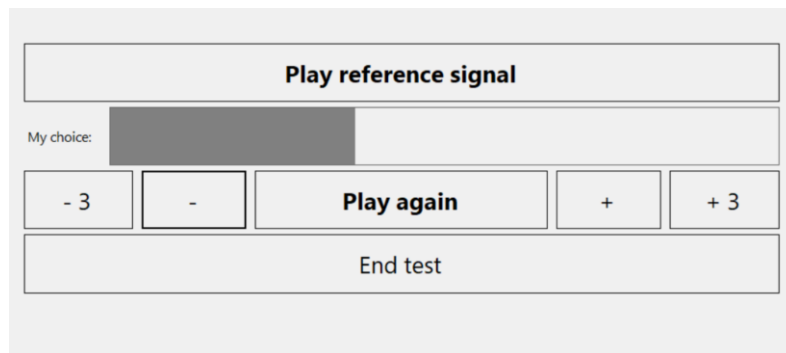 Play reference signal
My choice:
- 3
-
Play again
+
+ 3
End test